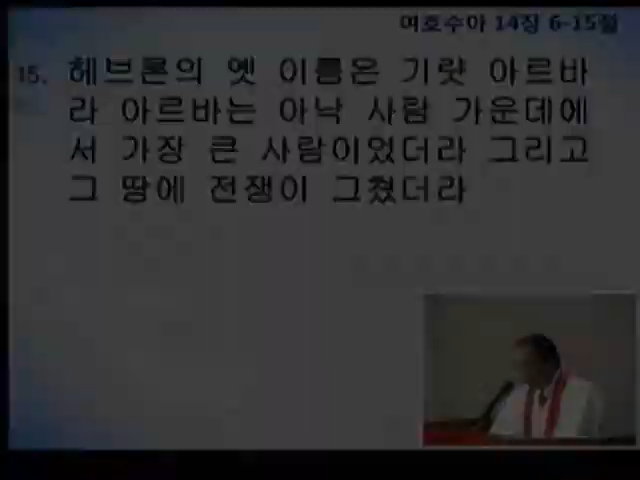 여호수아 14장 6-15절
15. 헤브론의 옛 이름은 기럇 아르바
라 아르바는 아낙 사람 가운데에
서 가장 큰 사람이었더라 그리고
그 땅에 전쟁이 그쳤더라